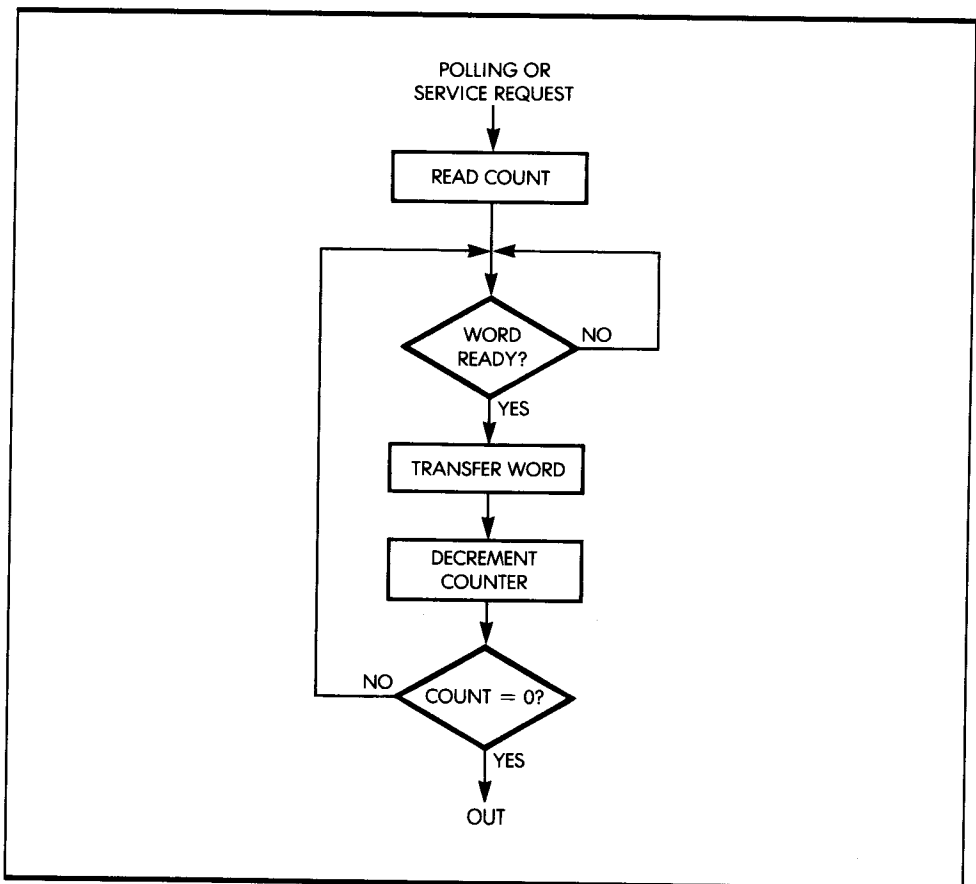 POLLING OR
SERVICE REQUEST
READ COUNT
WORD
READY?
NO
YES
TRANSFER WORD
DECREMENT
COUNTER
NO
COUNT = 0?
YES
OUT